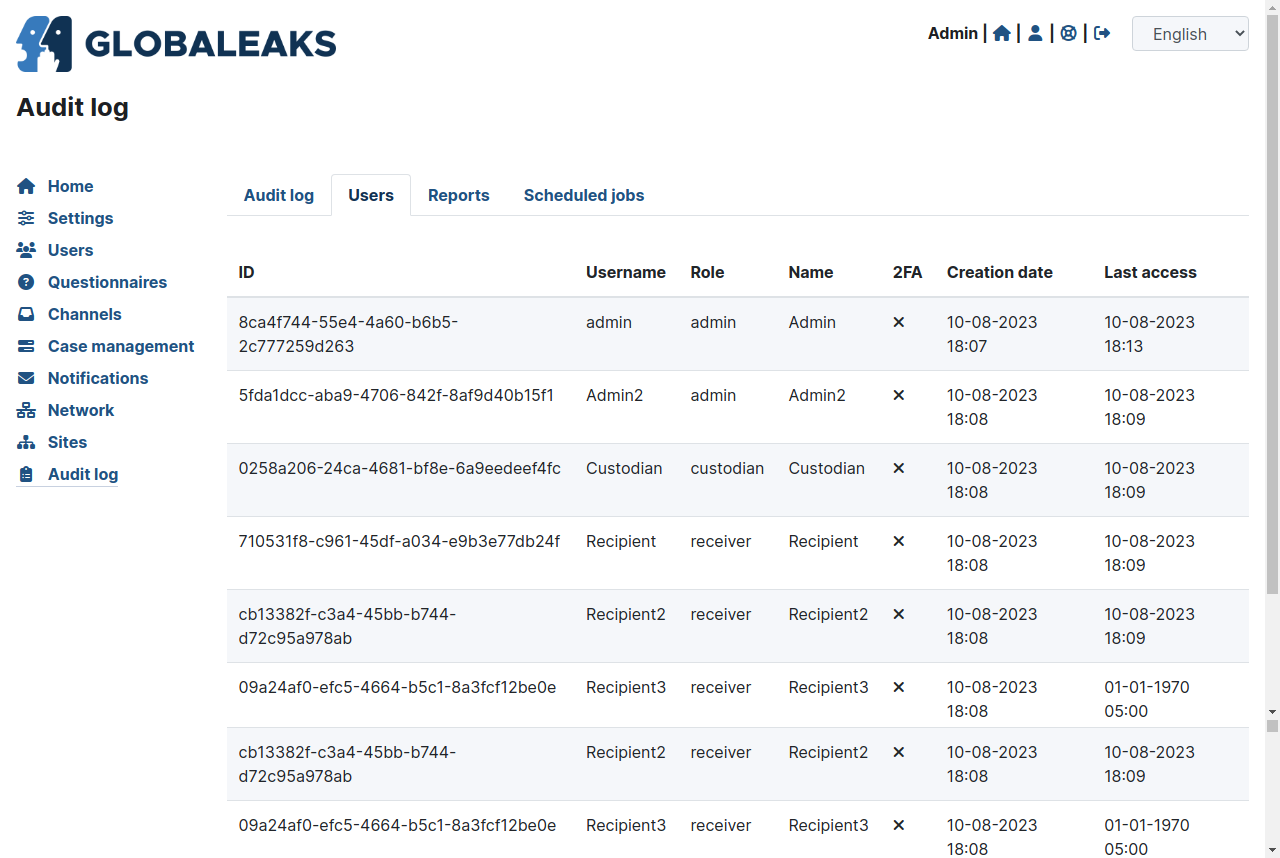 GLOBALEAKS
Admin | | | |
English
Audit log
Home
Settings
Users
Questionnaires
Channels
Case management
Notifications
Network
Sites
Audit log
Audit log Users Reports Scheduled jobs
ID Username Role Name 2FA Creation date Last access
8ca4f744-55e4-4a60-b6b5- admin admin Admin 10-08-2023 10-08-2023
2c777259d263 18:07 18:13
5fda1dcc-aba9-4706-842f-8af9d40b15f1 Admin2 admin Admin2 10-08-2023 10-08-2023
18:08 18:09
0258a206-24ca-4681-bf8e-6a9eedeef4fc Custodian custodian Custodian 10-08-2023 10-08-2023
18:08 18:09
710531f8-c961-45df-a034-e9b3e77db24f Recipient receiver Recipient 10-08-2023 10-08-2023
18:08 18:09
cb13382f-c3a4-45bb-b744- Recipient2 receiver Recipient2 10-08-2023 10-08-2023
d72c95a978ab 18:08 18:09
09a24af0-efc5-4664-b5c1-8a3fcf12be0e Recipient3 receiver Recipient3 10-08-2023 01-01-1970
18:08 05:00
cb13382f-c3a4-45bb-b744- Recipient2 receiver Recipient2 10-08-2023 10-08-2023
d72c95a978ab 18:08 18:09
09a24af0-efc5-4664-b5c1-8a3fcf12be0e Recipient3 receiver Recipient3 10-08-2023 01-01-1970
18:08 05:00